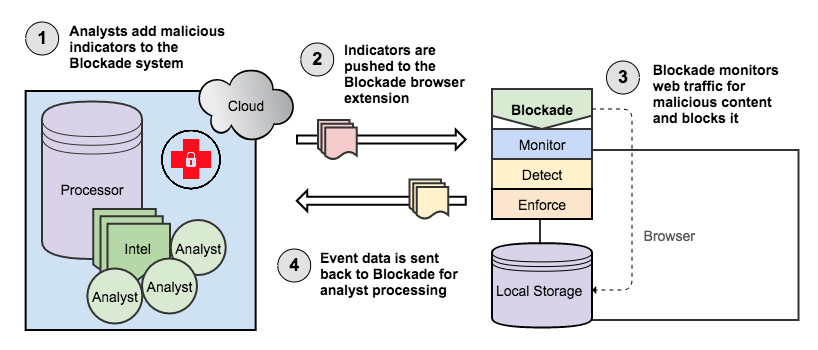 1
Analysts add malicious
indicators to the
Blockade system
2
Indicators are
pushed to the
Blockade browser
extension
3
Blockade monitors
web traffic for
malicious content
and blocks it
Cloud
Processor
Intel
Analyst
Analyst
Analyst
Blockade
Monitor
Detect
Enforce
Browser
Local Storage
4
Event data is sent
back to Blockade for
analyst processing